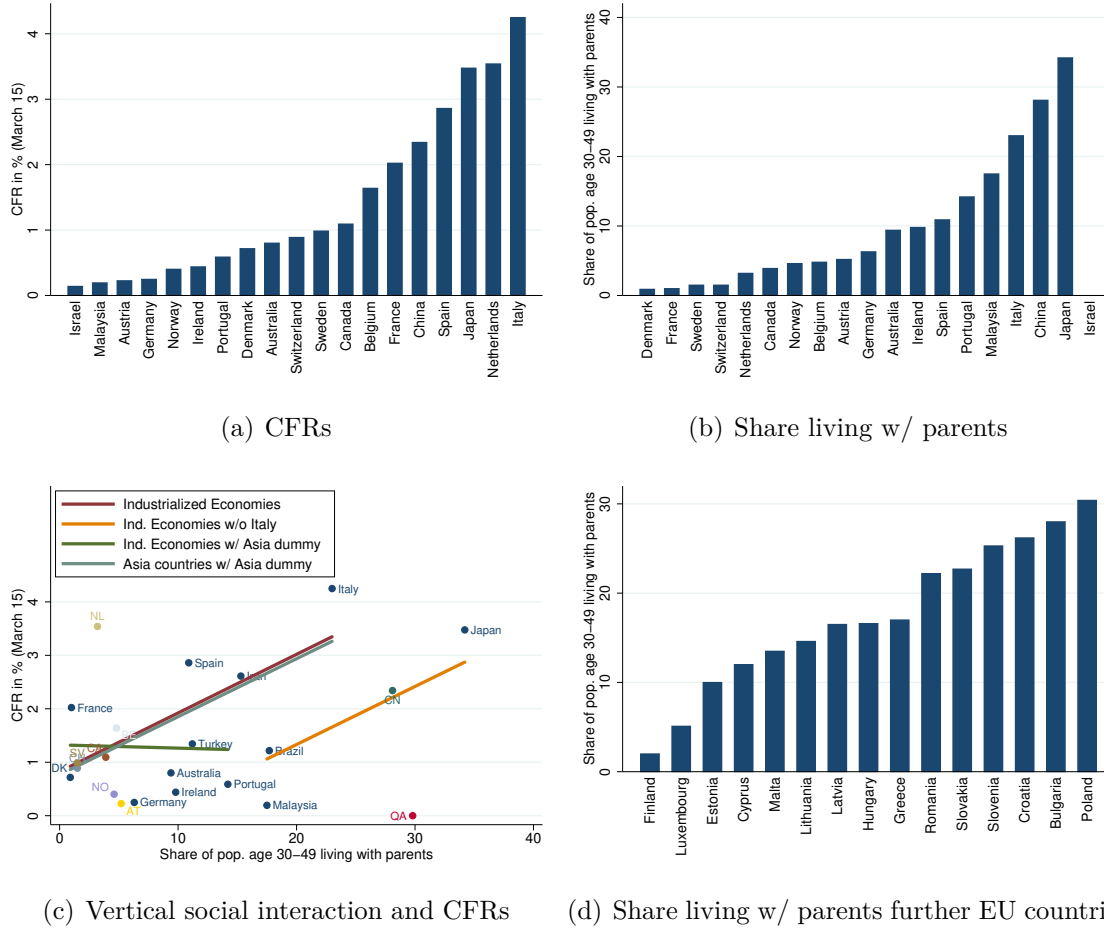 CFR in % (March 15)
0 1 2 3 4
Israel
Malaysia
Austria
Germany
Norway
Ireland
Portugal
Denmark
Australia
Switzerland
Sweden
Canada
Belgium
France
China
Spain
Japan
Netherlands
Italy
(a) CFRs
Share of pop. age 30−49 living with parents
0 10 20 30 40
Denmark
France
Sweden
Switzerland
Netherlands
Canada
Norway
Belgium
Austria
Germany
Australia
Ireland
Spain
Portugal
Malaysia
Italy
China
Japan
Israel
(b) Share living w/ parents
Industrialized Economies
Ind. Economies w/o Italy
Ind. Economies w/ Asia dummy
Asia countries w/ Asia dummy
CFR in % (March 15)
0 1 2 3 4
Italy
NL
Japan
Spain
Iran
CN
France
BE
Turkey
Brazil
SV
CA
DK
Australia
Portugal
NO
Ireland
AT
Germany
Malaysia
QA
0 10 20 30 40
Share of pop. age 30−49 living with parents
(c) Vertical social interaction and CFRs
Share of pop. age 30−49 living with parents
0 10 20 30
Finland
Luxembourg
Estonia
Cyprus
Malta
Lithuania
Latvia
Hungary
Greece
Romania
Slovakia
Slovenia
Croatia
Bulgaria
Poland
(d) Share living w/ parents further EU countri